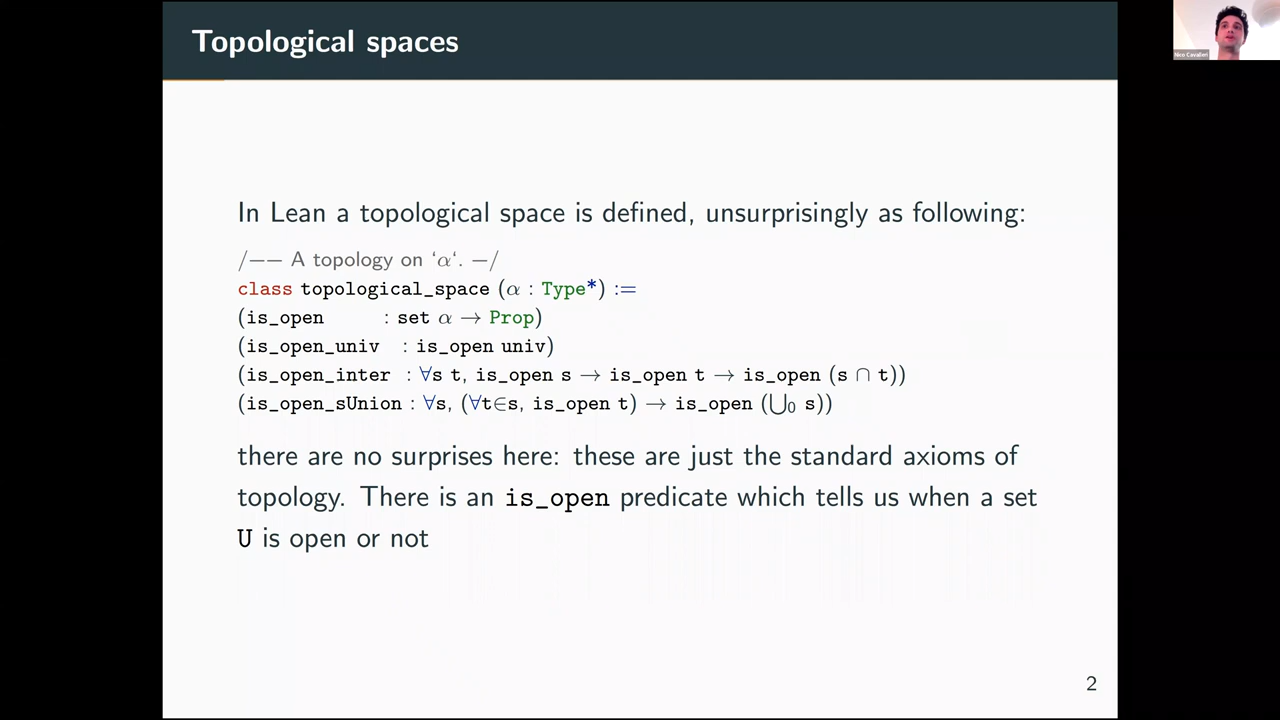 Topological spaces
Nico Cavalleri
In Lean a topological space is defined, unsurprisingly as following:
/−− A topology on ‘α‘. −/
class topological_space (α : Type*) :=
(is_open : set α → Prop)
(is_open_univ : is_open univ)
(is_open_inter : ∀s t, is_open s → is_open t → is_open (s ∩ t))
(is_open_sUnion : ∀s, (∀t∈s, is_open t) → is_open (⋃₀ s))
there are no surprises here: these are just the standard axioms of
topology. There is an is_open predicate which tells us when a set
U is open or not
2